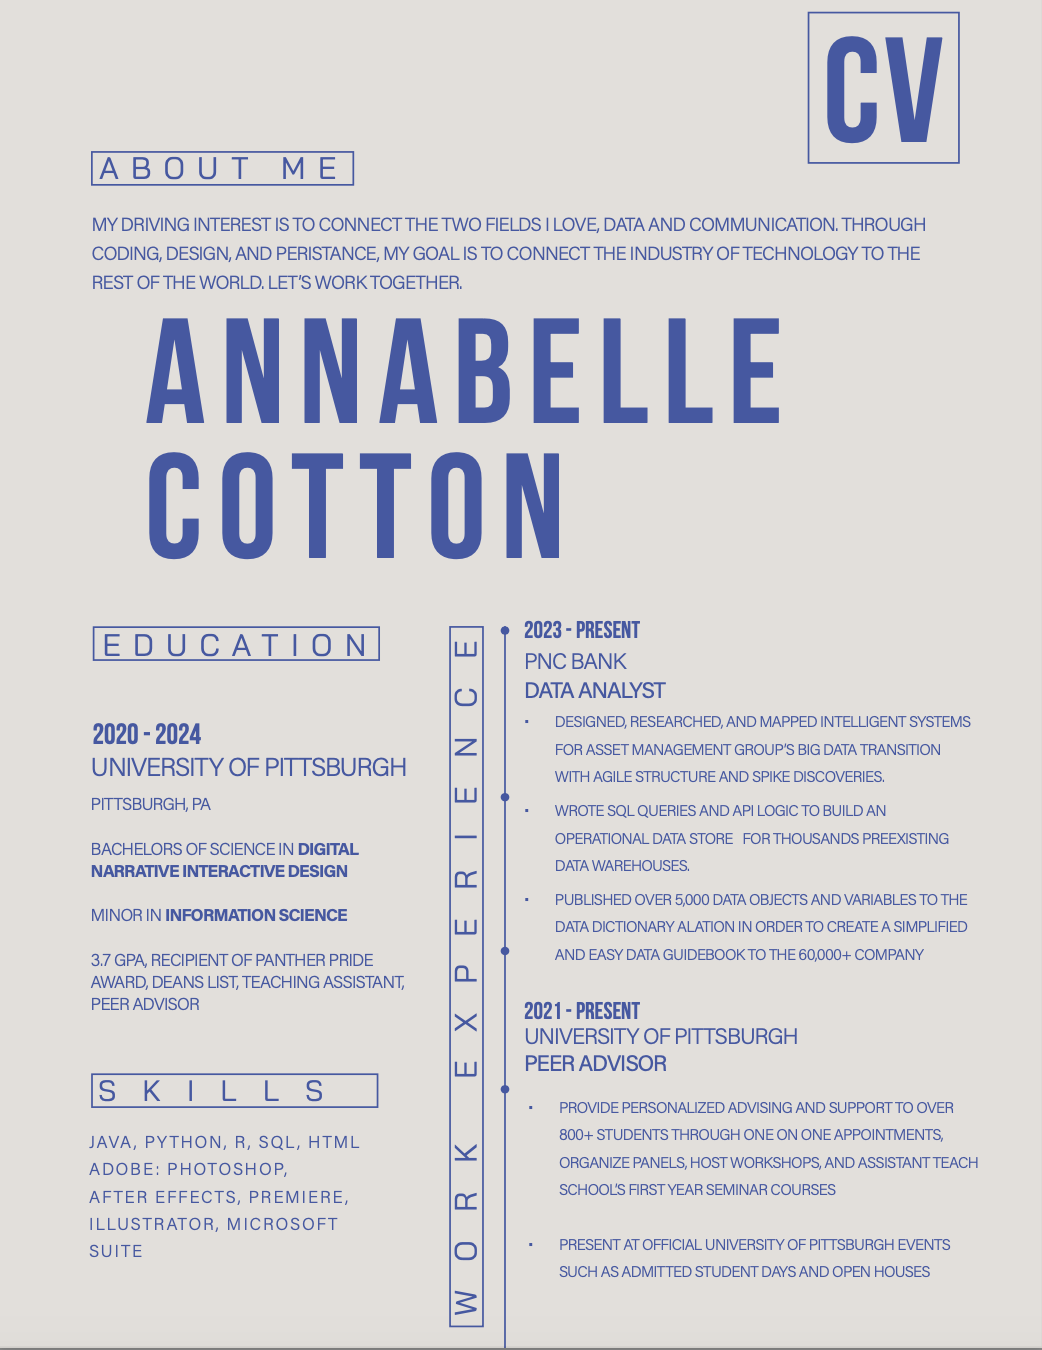 CV
ABOUT ME
MY DRIVING INTEREST IS TO CONNECT THE TWO FIELDS I LOVE, DATA AND COMMUNICATION. THROUGH
CODING, DESIGN, AND PERISTANCE, MY GOAL IS TO CONNECT THE INDUSTRY OF TECHNOLOGY TO THE
REST OF THE WORLD. LET'S WORK TOGETHER.
ANNABELLE
COTTON
EDUCATION
2020 - 2024
UNIVERSITY OF PITTSBURGH
PITTSBURGH, PA
BACHELORS OF SCIENCE IN DIGITAL
NARRATIVE INTERACTIVE DESIGN
MINOR IN INFORMATION SCIENCE
3.7 GPA, RECIPIENT OF PANTHER PRIDE
AWARD, DEANS LIST, TEACHING ASSISTANT,
PEER ADVISOR
SKILLS
JAVA, PYTHON, R, SQL, HTML
ADOBE: PHOTOSHOP,
AFTER EFFECTS, PREMIERE,
ILLUSTRATOR, MICROSOFT
SUITE
WORK EXPERIENCE
2023 - PRESENT
PNC BANK
DATA ANALYST
• DESIGNED, RESEARCHED, AND MAPPED INTELLIGENT SYSTEMS
FOR ASSET MANAGEMENT GROUP'S BIG DATA TRANSITION
WITH AGILE STRUCTURE AND SPIKE DISCOVERIES.
• WROTE SQL QUERIES AND API LOGIC TO BUILD AN
OPERATIONAL DATA STORE FOR THOUSANDS PREEXISTING
DATA WAREHOUSES.
• PUBLISHED OVER 5,000 DATA OBJECTS AND VARIABLES TO THE
DATA DICTIONARY ALATION IN ORDER TO CREATE A SIMPLIFIED
AND EASY DATA GUIDEBOOK TO THE 60,000+ COMPANY
2021 - PRESENT
UNIVERSITY OF PITTSBURGH
PEER ADVISOR
• PROVIDE PERSONALIZED ADVISING AND SUPPORT TO OVER
800+ STUDENTS THROUGH ONE ON ONE APPOINTMENTS,
ORGANIZE PANELS, HOST WORKSHOPS, AND ASSISTANT TEACH
SCHOOL'S FIRST YEAR SEMINAR COURSES
• PRESENT AT OFFICIAL UNIVERSITY OF PITTSBURGH EVENTS
SUCH AS ADMITTED STUDENT DAYS AND OPEN HOUSES